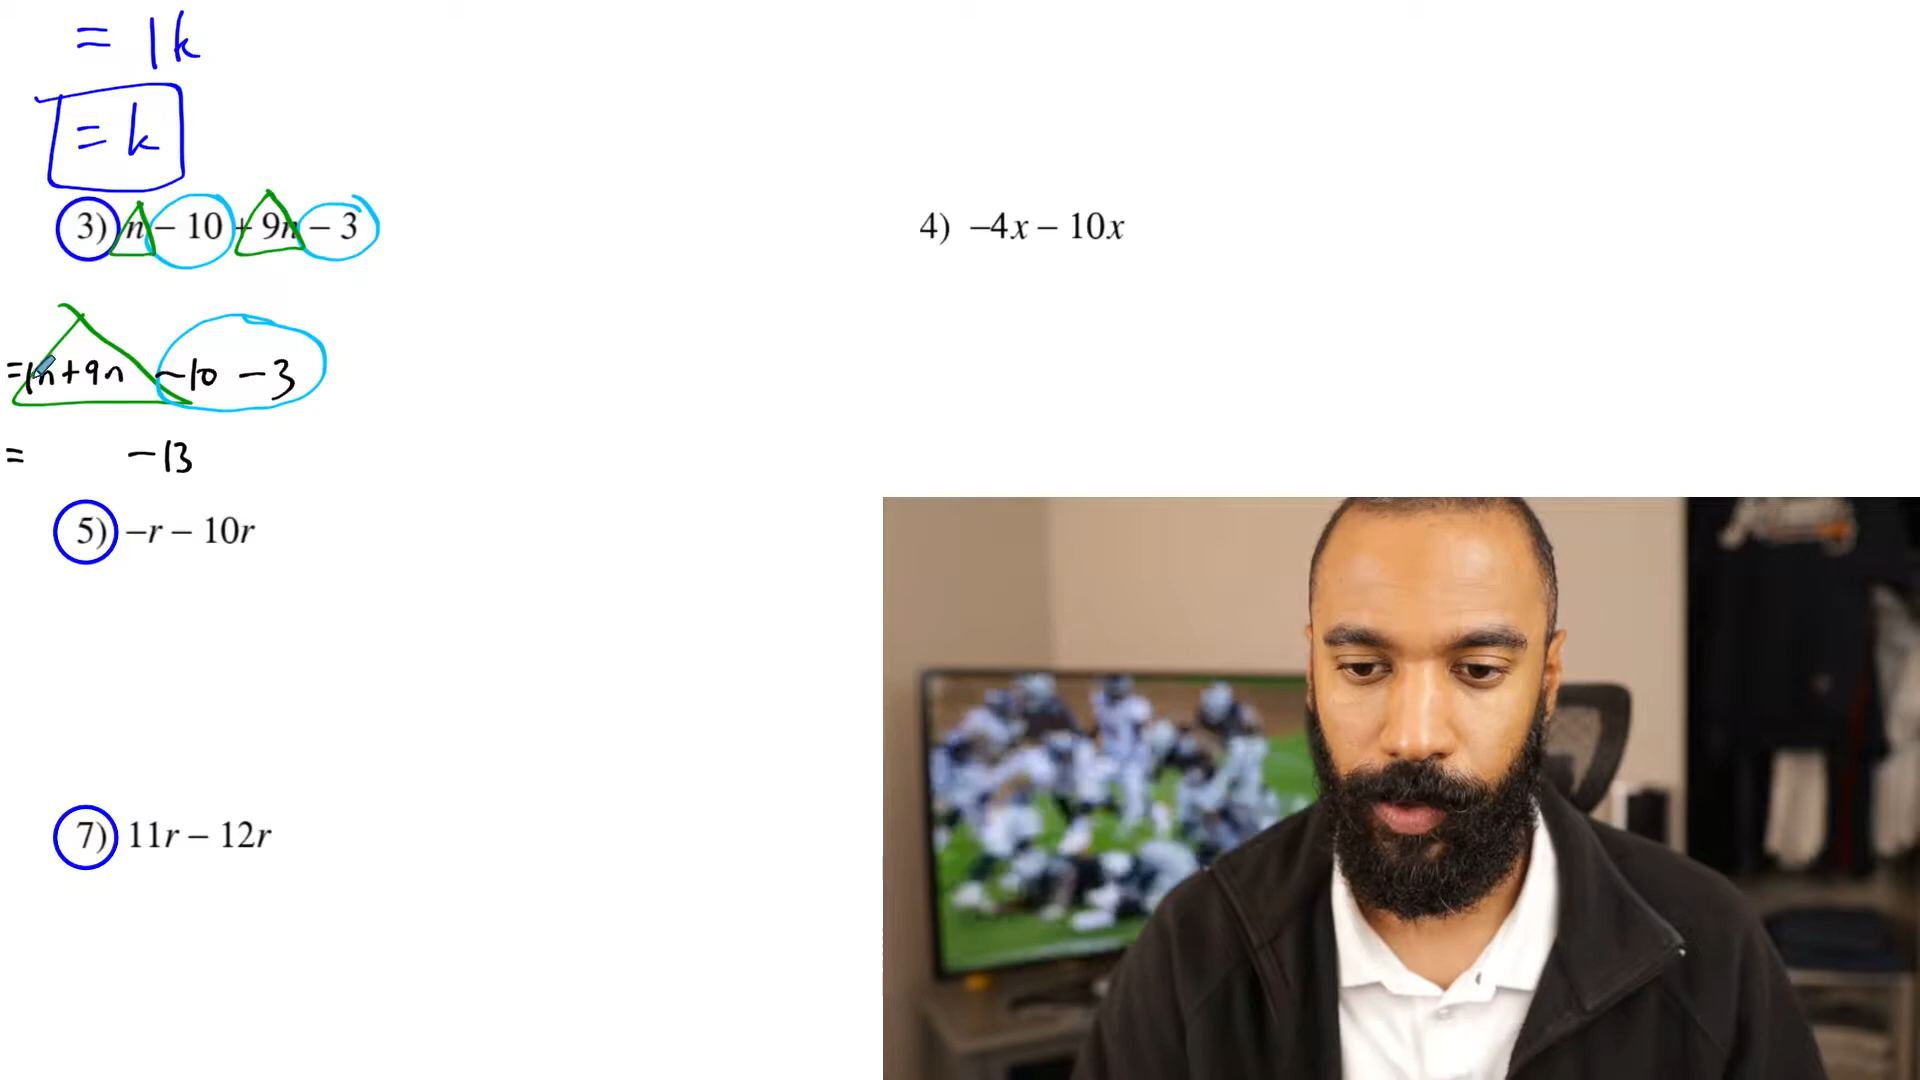 = 1k
= k
3) n – 10 + 9n – 3
4) –4x – 10x
= 1n + 9n – 10 – 3
= – 13
5) –r – 10r
7) 11r – 12r